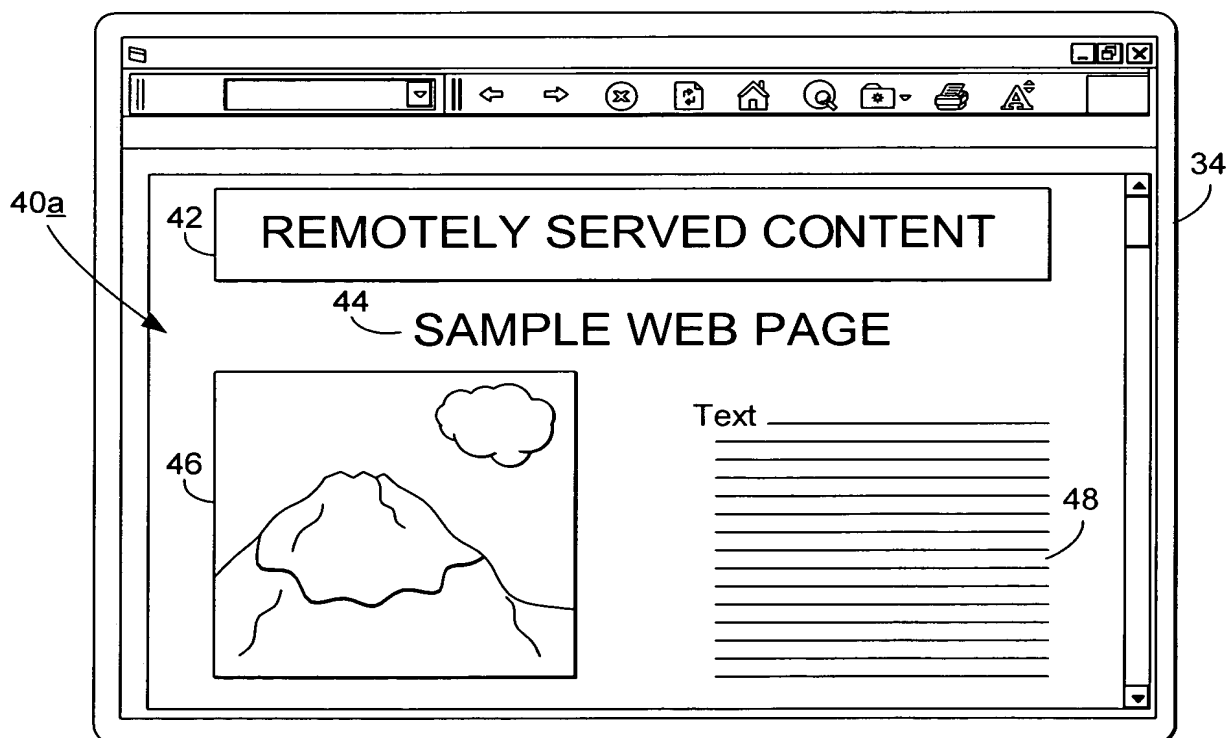 34
40a
42
REMOTELY SERVED CONTENT
44
SAMPLE WEB PAGE
46
Text
48